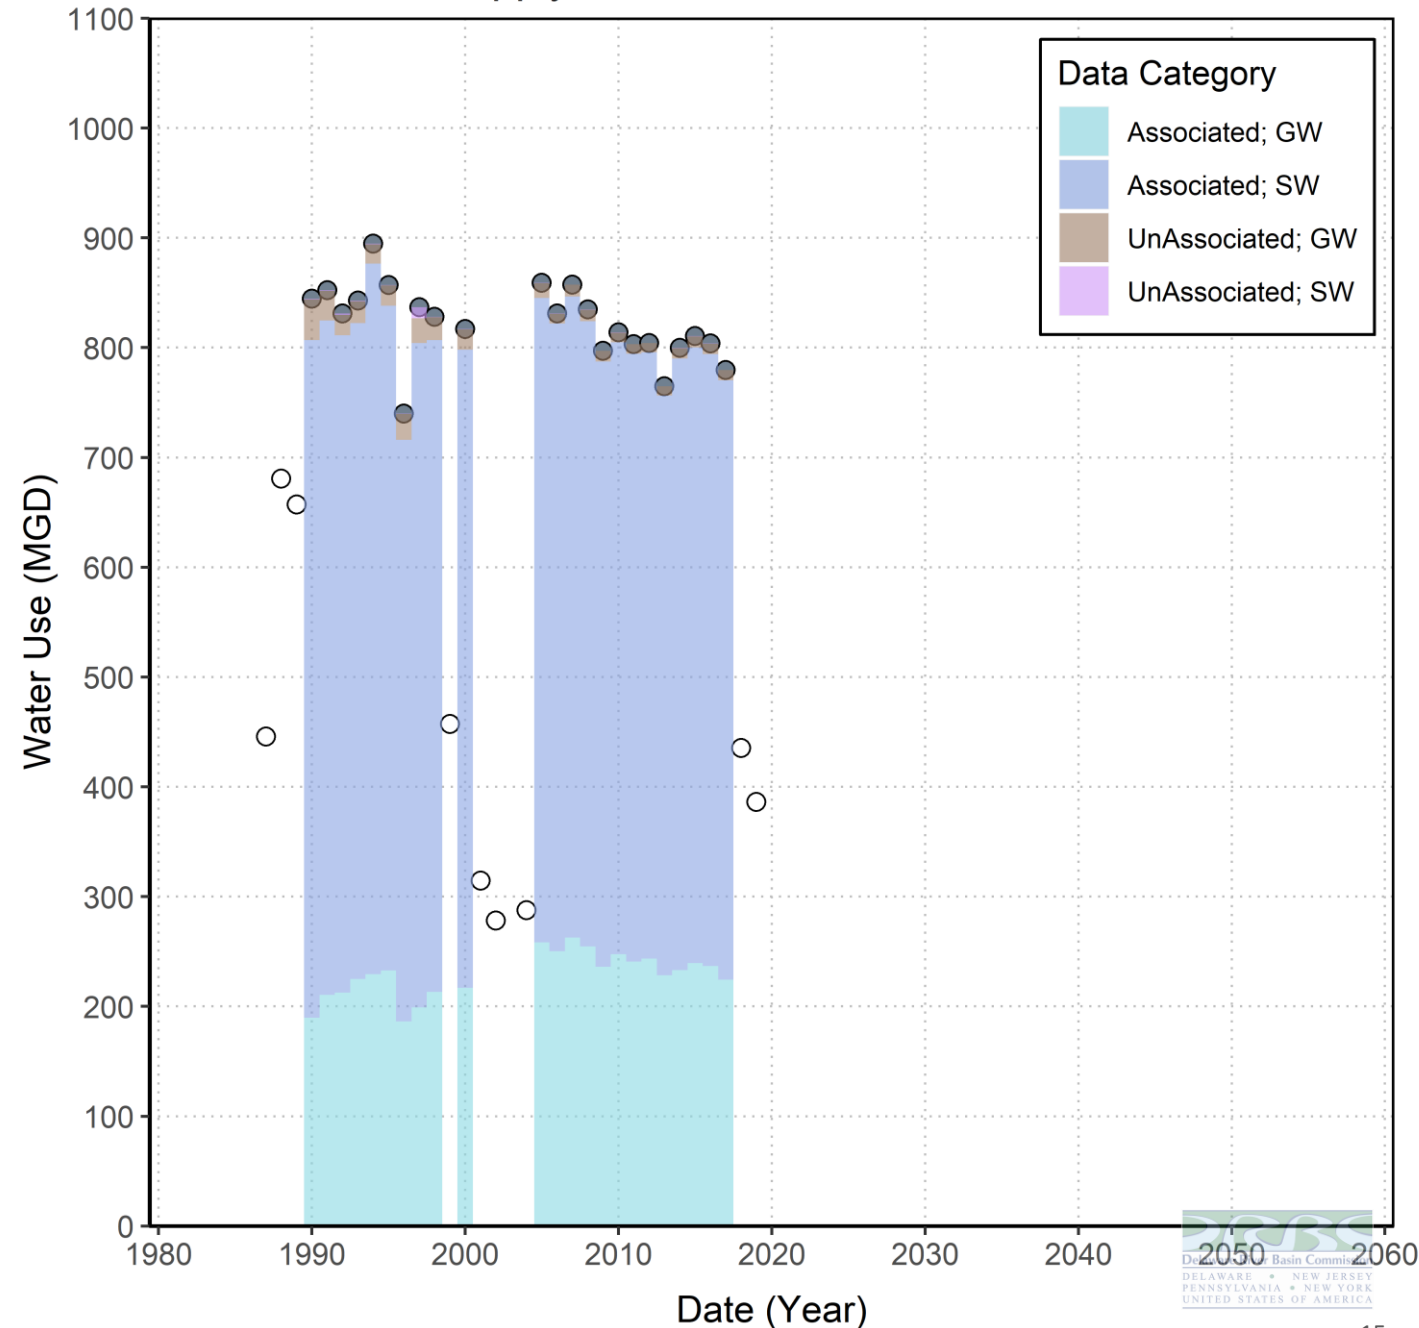 1100
1000
900
800
700
600
500
400
300
200
100
0
Water Use (MGD)
Data Category
Associated; GW
Associated; SW
UnAssociated; GW
UnAssociated; SW
1980 1990 2000 2010 2020 2030 2040 2050 2060
Date (Year)
DRBC
Delaware River Basin Commission
DELAWARE • NEW JERSEY
PENNSYLVANIA • NEW YORK
UNITED STATES OF AMERICA